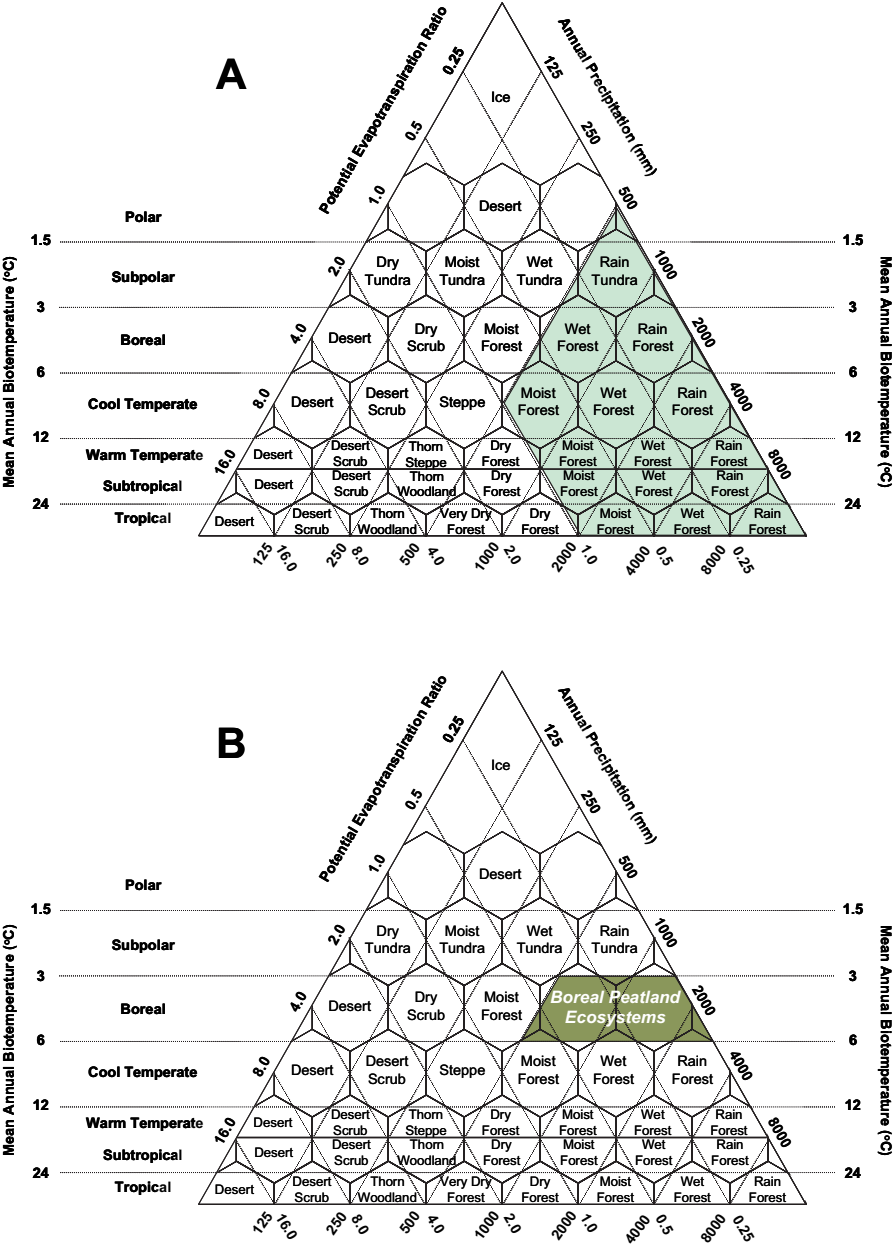 A
Potential Evapotranspiration Ratio
Annual Precipitation (mm)
0.25
125
Ice
0.5
250
1.0
500
Desert
Polar
1.5
1.5
2.0
1000
Subpolar
Dry Tundra
Moist Tundra
Wet Tundra
Rain Tundra
3
3
4.0
2000
Boreal
Desert
Dry Scrub
Moist Forest
Wet Forest
Rain Forest
6
6
8.0
4000
Cool Temperate
Desert
Desert Scrub
Steppe
Moist Forest
Wet Forest
Rain Forest
12
12
16.0
8000
Warm Temperate
Desert
Desert Scrub
Thorn Steppe
Dry Forest
Moist Forest
Wet Forest
Rain Forest
Subtropical
Desert
Desert Scrub
Thorn Woodland
Dry Forest
Moist Forest
Wet Forest
Rain Forest
24
24
Tropical
Desert
Desert Scrub
Thorn Woodland
Very Dry Forest
Dry Forest
Moist Forest
Wet Forest
Rain Forest
125 16.0
250 8.0
500 4.0
1000 2.0
2000 1.0
4000 0.5
8000 0.25
Mean Annual Biotemperature (ºC)
Mean Annual Biotemperature (ºC)
B
Potential Evapotranspiration Ratio
Annual Precipitation (mm)
0.25
125
Ice
0.5
250
1.0
500
Desert
Polar
1.5
1.5
2.0
1000
Subpolar
Dry Tundra
Moist Tundra
Wet Tundra
Rain Tundra
3
3
4.0
2000
Boreal
Desert
Dry Scrub
Moist Forest
Boreal Peatland
Ecosystems
6
6
8.0
4000
Cool Temperate
Desert
Desert Scrub
Steppe
Moist Forest
Wet Forest
Rain Forest
12
12
16.0
8000
Warm Temperate
Desert
Desert Scrub
Thorn Steppe
Dry Forest
Moist Forest
Wet Forest
Rain Forest
Subtropical
Desert
Desert Scrub
Thorn Woodland
Dry Forest
Moist Forest
Wet Forest
Rain Forest
24
24
Tropical
Desert
Desert Scrub
Thorn Woodland
Very Dry Forest
Dry Forest
Moist Forest
Wet Forest
Rain Forest
125 16.0
250 8.0
500 4.0
1000 2.0
2000 1.0
4000 0.5
8000 0.25
Mean Annual Biotemperature (ºC)
Mean Annual Biotemperature (ºC)